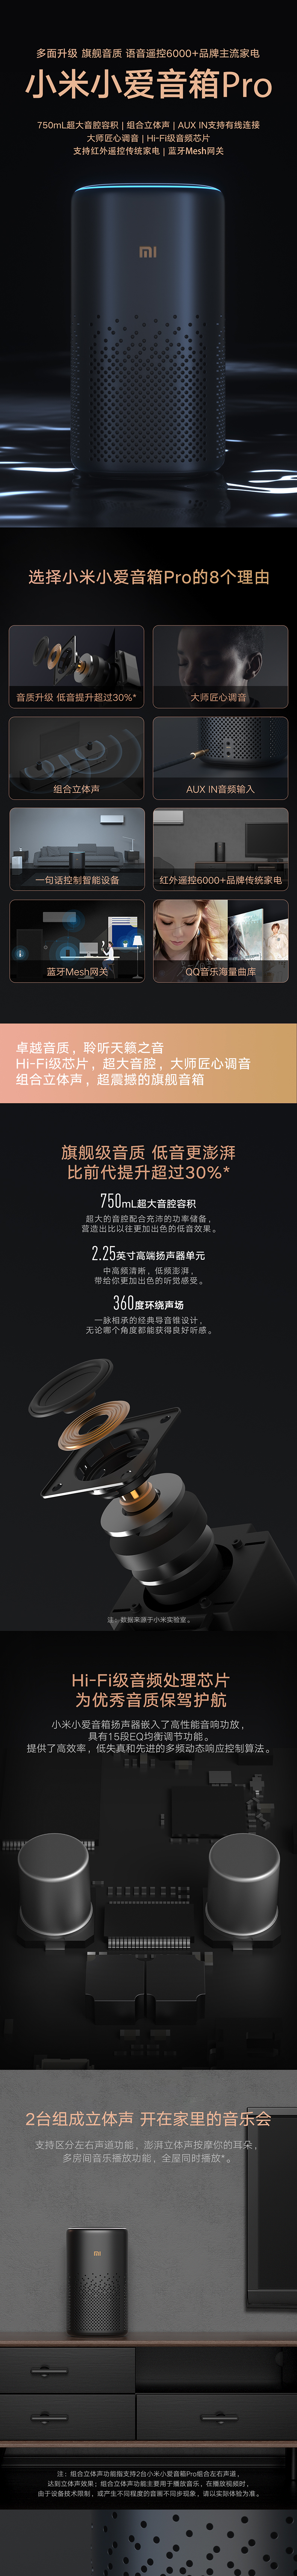 多面升级 旗舰音质 语音遥控6000+品牌主流家电
小米小爱音箱Pro
750mL超大音腔容积 | 组合立体声 | AUX IN支持有线连接
大师匠心调音 | Hi-Fi级音频芯片
支持红外遥控传统家电 | 蓝牙Mesh网关
选择小米小爱音箱Pro的8个理由
音质升级 低音提升超过30%*
大师匠心调音
组合立体声
AUX IN音频输入
一句话控制智能设备
红外遥控6000+品牌传统家电
蓝牙Mesh网关
QQ音乐海量曲库
卓越音质，聆听天籁之音
Hi-Fi级芯片，超大音腔，大师匠心调音
组合立体声，超震撼的旗舰音箱
旗舰级音质 低音更澎湃
比前代提升超过30%*
750mL超大音腔容积
超大的音腔配合充沛的功率储备，
营造出比以往更加出色的低音效果。
2.25英寸高端扬声器单元
中高频清晰，低频澎湃，
带给你更加出色的听觉感受。
360度环绕声场
一脉相承的经典导音锥设计，
无论哪个角度都能获得良好听感。
注：数据来源于小米实验室。
Hi-Fi级音频处理芯片
为优秀音质保驾护航
小米小爱音箱扬声器嵌入了高性能音响功放，
具有15段EQ均衡调节功能。
提供了高效率，低失真和先进的多频动态响应控制算法。
2台组成立体声 开在家里的音乐会
支持区分左右声道功能，澎湃立体声按摩你的耳朵，
多房间音乐播放功能，全屋同时播放*。
注：组合立体声功能指支持2台小米小爱音箱Pro组合左右声道，
达到立体声效果；组合立体声功能主要用于播放音乐，在播放视频时，
由于设备技术限制，或产生不同程度的音画不同步现象，请以实际体验为准。